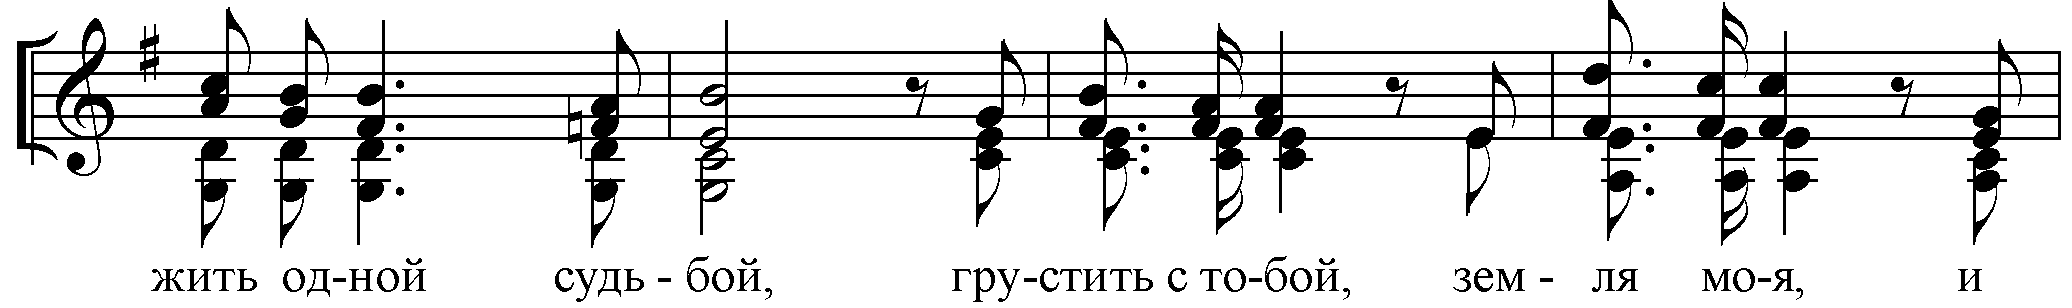 жить од-ной судь - бой, гру-стить с то-бой, зем - ля мо-я, и